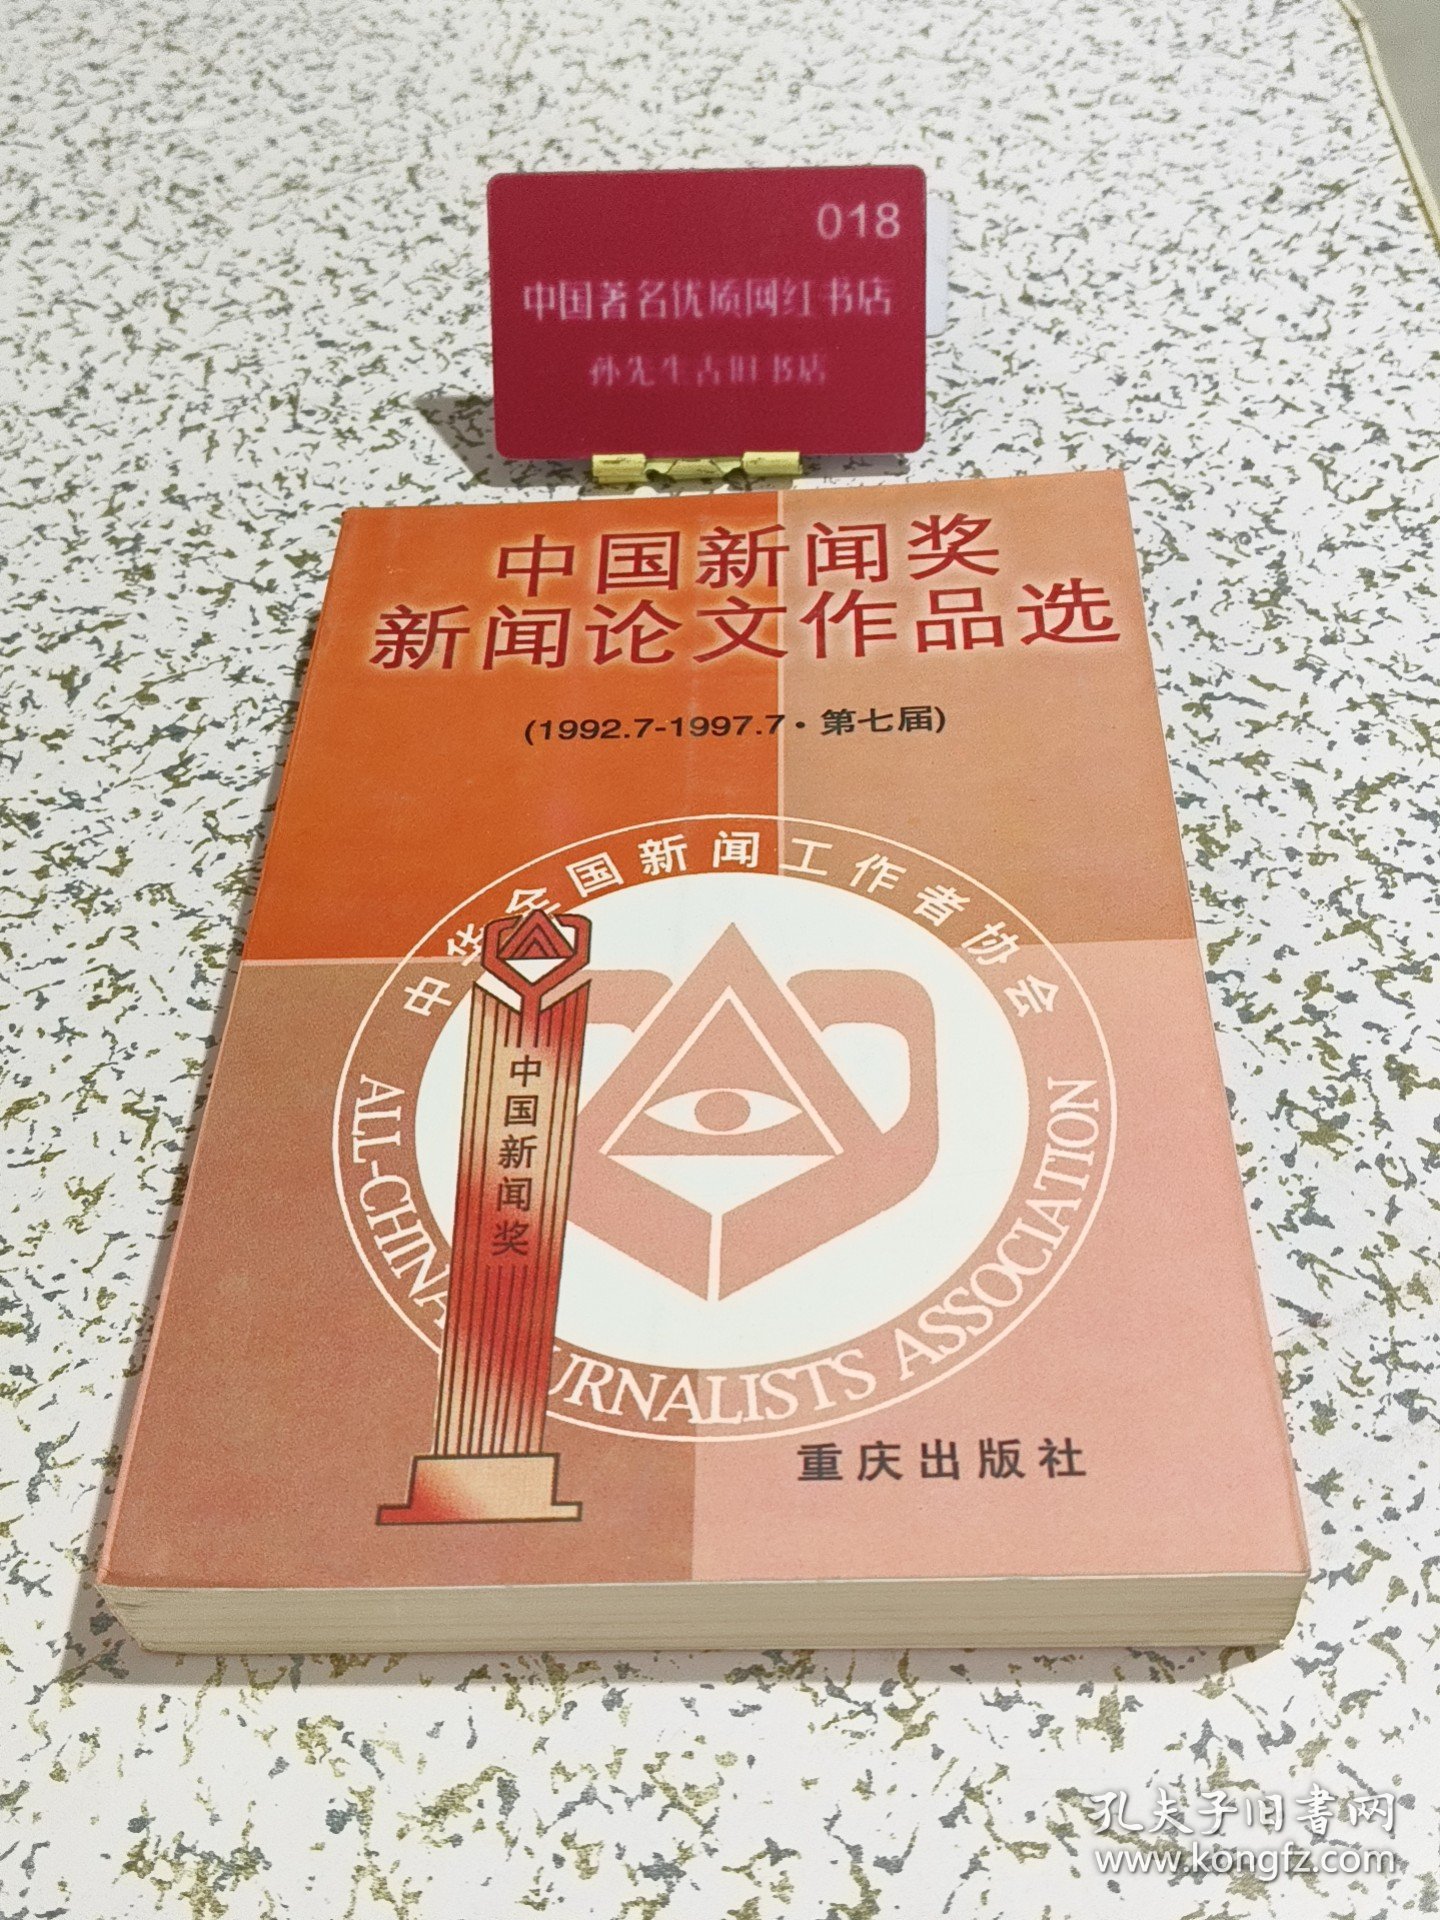 018
中国著名优质网红书店
孙先生古旧书店
中国新闻奖
新闻论文作品选
(1992.7-1997.7·第七届)
中华全国新闻工作者协会
中国新闻奖
ALL-CHINA URNALISTS ASSOCIATION
重庆出版社
孔夫子旧書网
www.kongfz.com